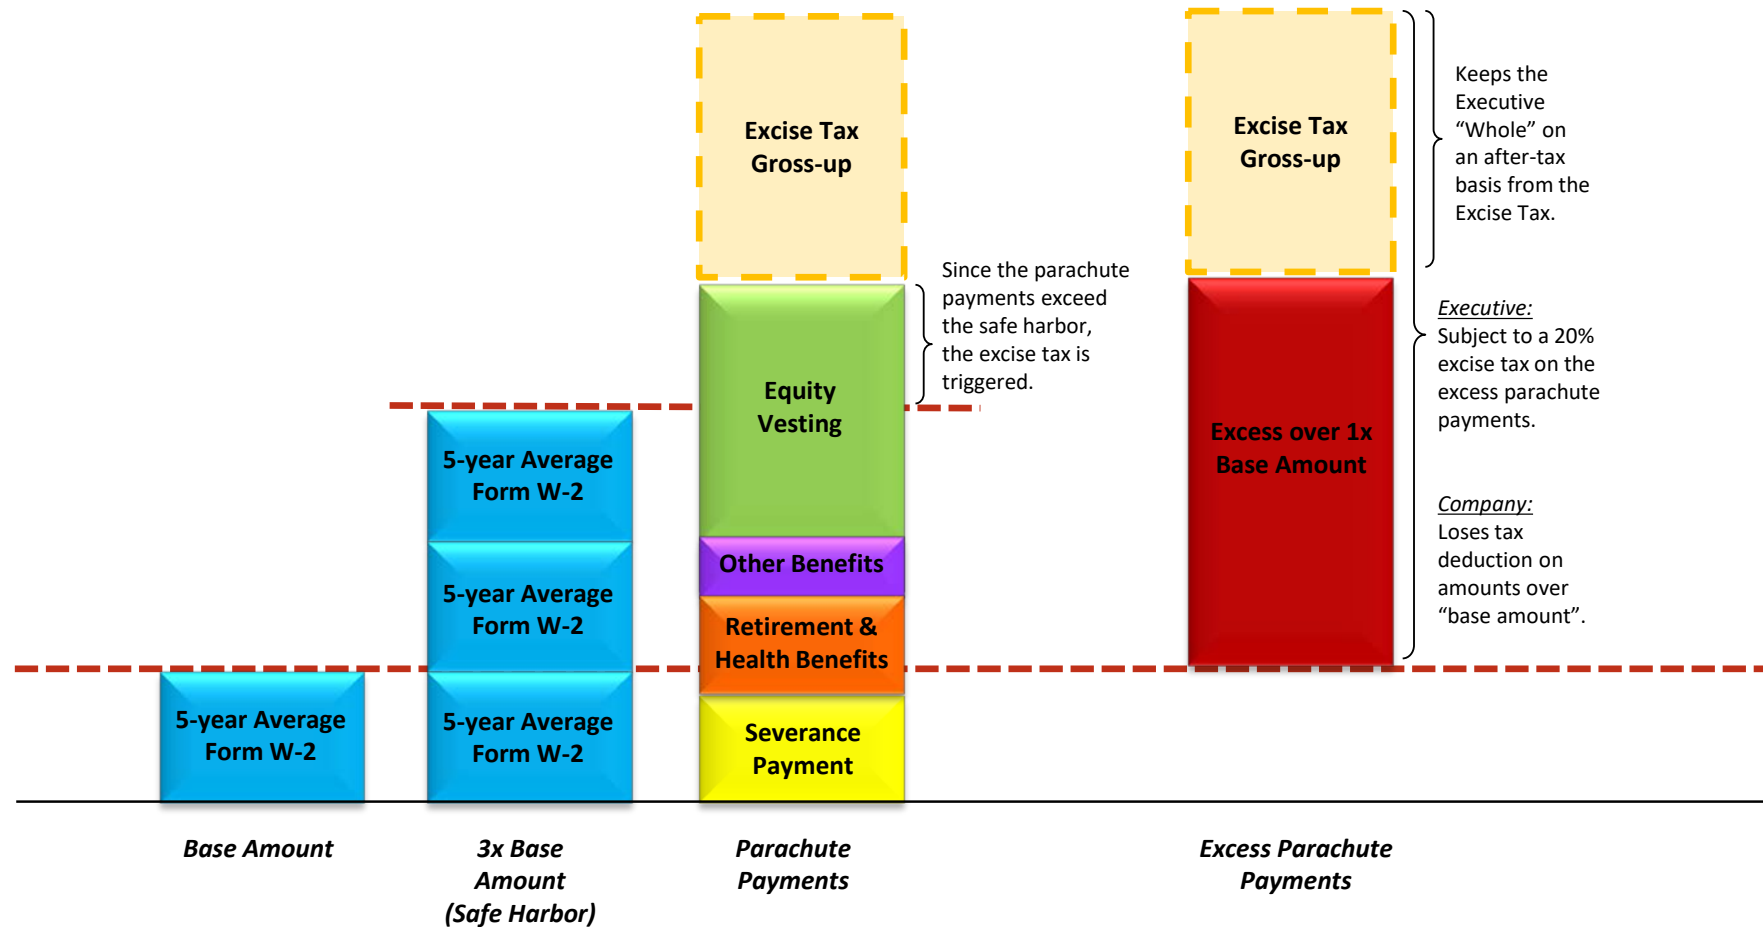 5-year Average
Form W-2
Base Amount
5-year Average
Form W-2
5-year Average
Form W-2
5-year Average
Form W-2
3x Base
Amount
(Safe Harbor)
Excise Tax
Gross-up
Equity
Vesting
Other Benefits
Retirement &
Health Benefits
Severance
Payment
Parachute
Payments
Since the parachute
payments exceed
the safe harbor,
the excise tax is
triggered.
Excise Tax
Gross-up
Excess over 1x
Base Amount
Excess Parachute
Payments
Keeps the
Executive
“Whole” on
an after-tax
basis from the
Excise Tax.
Executive:
Subject to a 20%
excise tax on the
excess parachute
payments.
Company:
Loses tax
deduction on
amounts over
“base amount”.